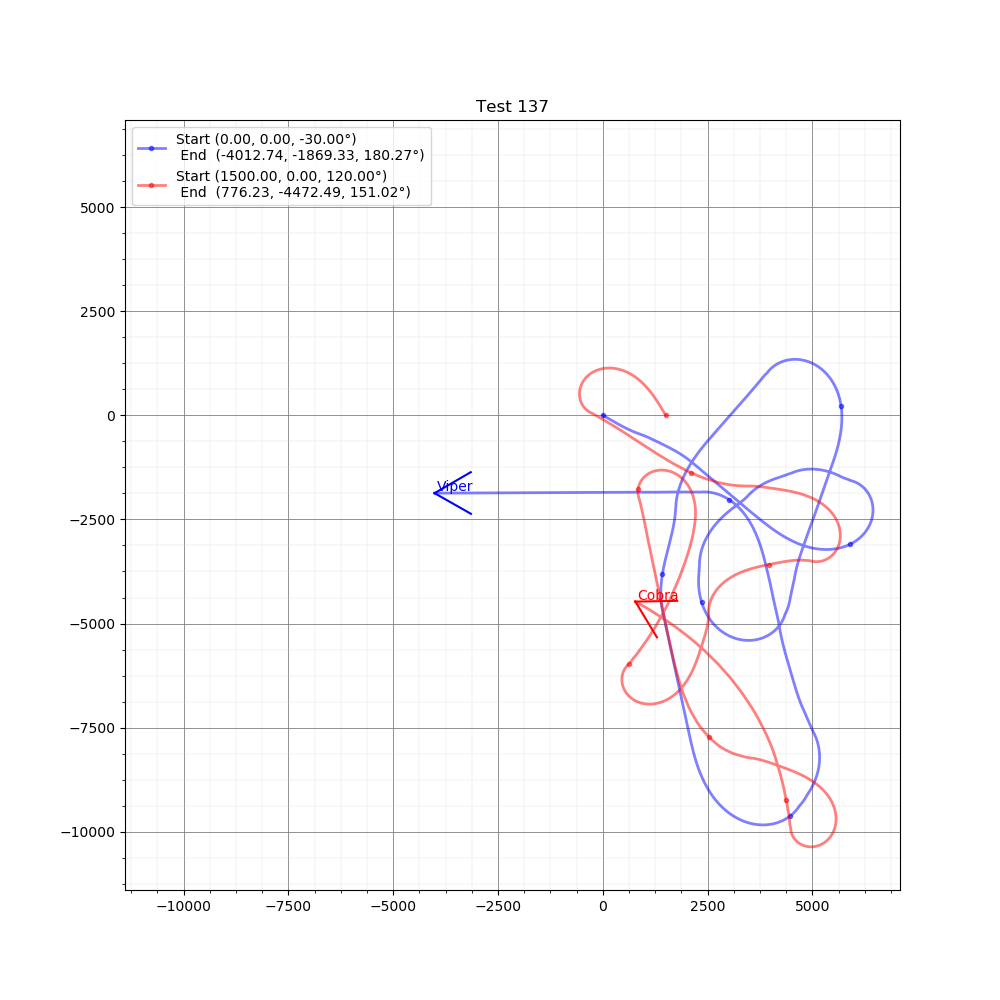 Test 137
Start (0.00, 0.00, -30.00°)
End (-4012.74, -1869.33, 180.27°)
Start (1500.00, 0.00, 120.00°)
End (776.23, -4472.49, 151.02°)
5000
2500
0
−2500
−5000
−7500
−10000
Viper
Cobra
−10000 −7500 −5000 −2500 0 2500 5000